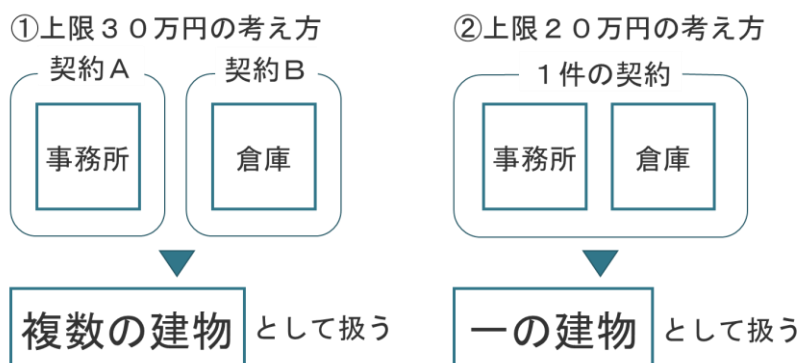 ①上限３０万円の考え方
契約Ａ
契約Ｂ
事務所
倉庫
複数の建物 として扱う
②上限２０万円の考え方
１件の契約
事務所
倉庫
一の建物 として扱う